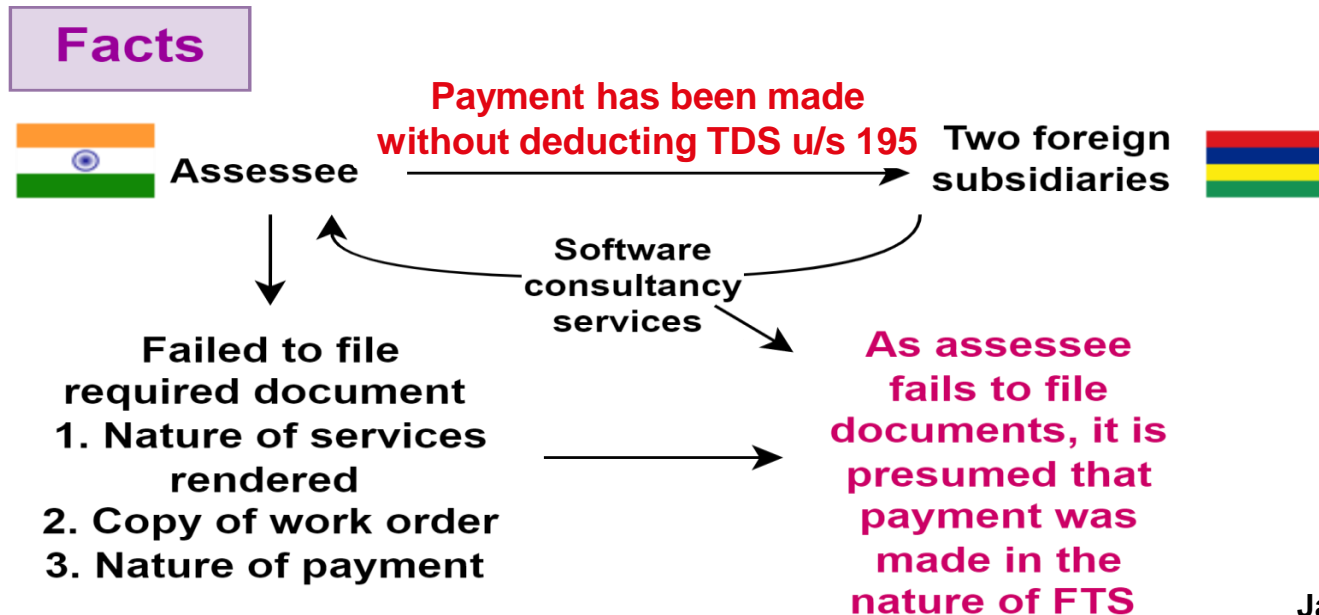 Facts
Payment has been made
without deducting TDS u/s 195
Assessee
Two foreign
subsidiaries
Software
consultancy
services
Failed to file
required document
1. Nature of services
rendered
2. Copy of work order
3. Nature of payment
As assessee
fails to file
documents, it is
presumed that
payment was
made in the
nature of FTS
Ja